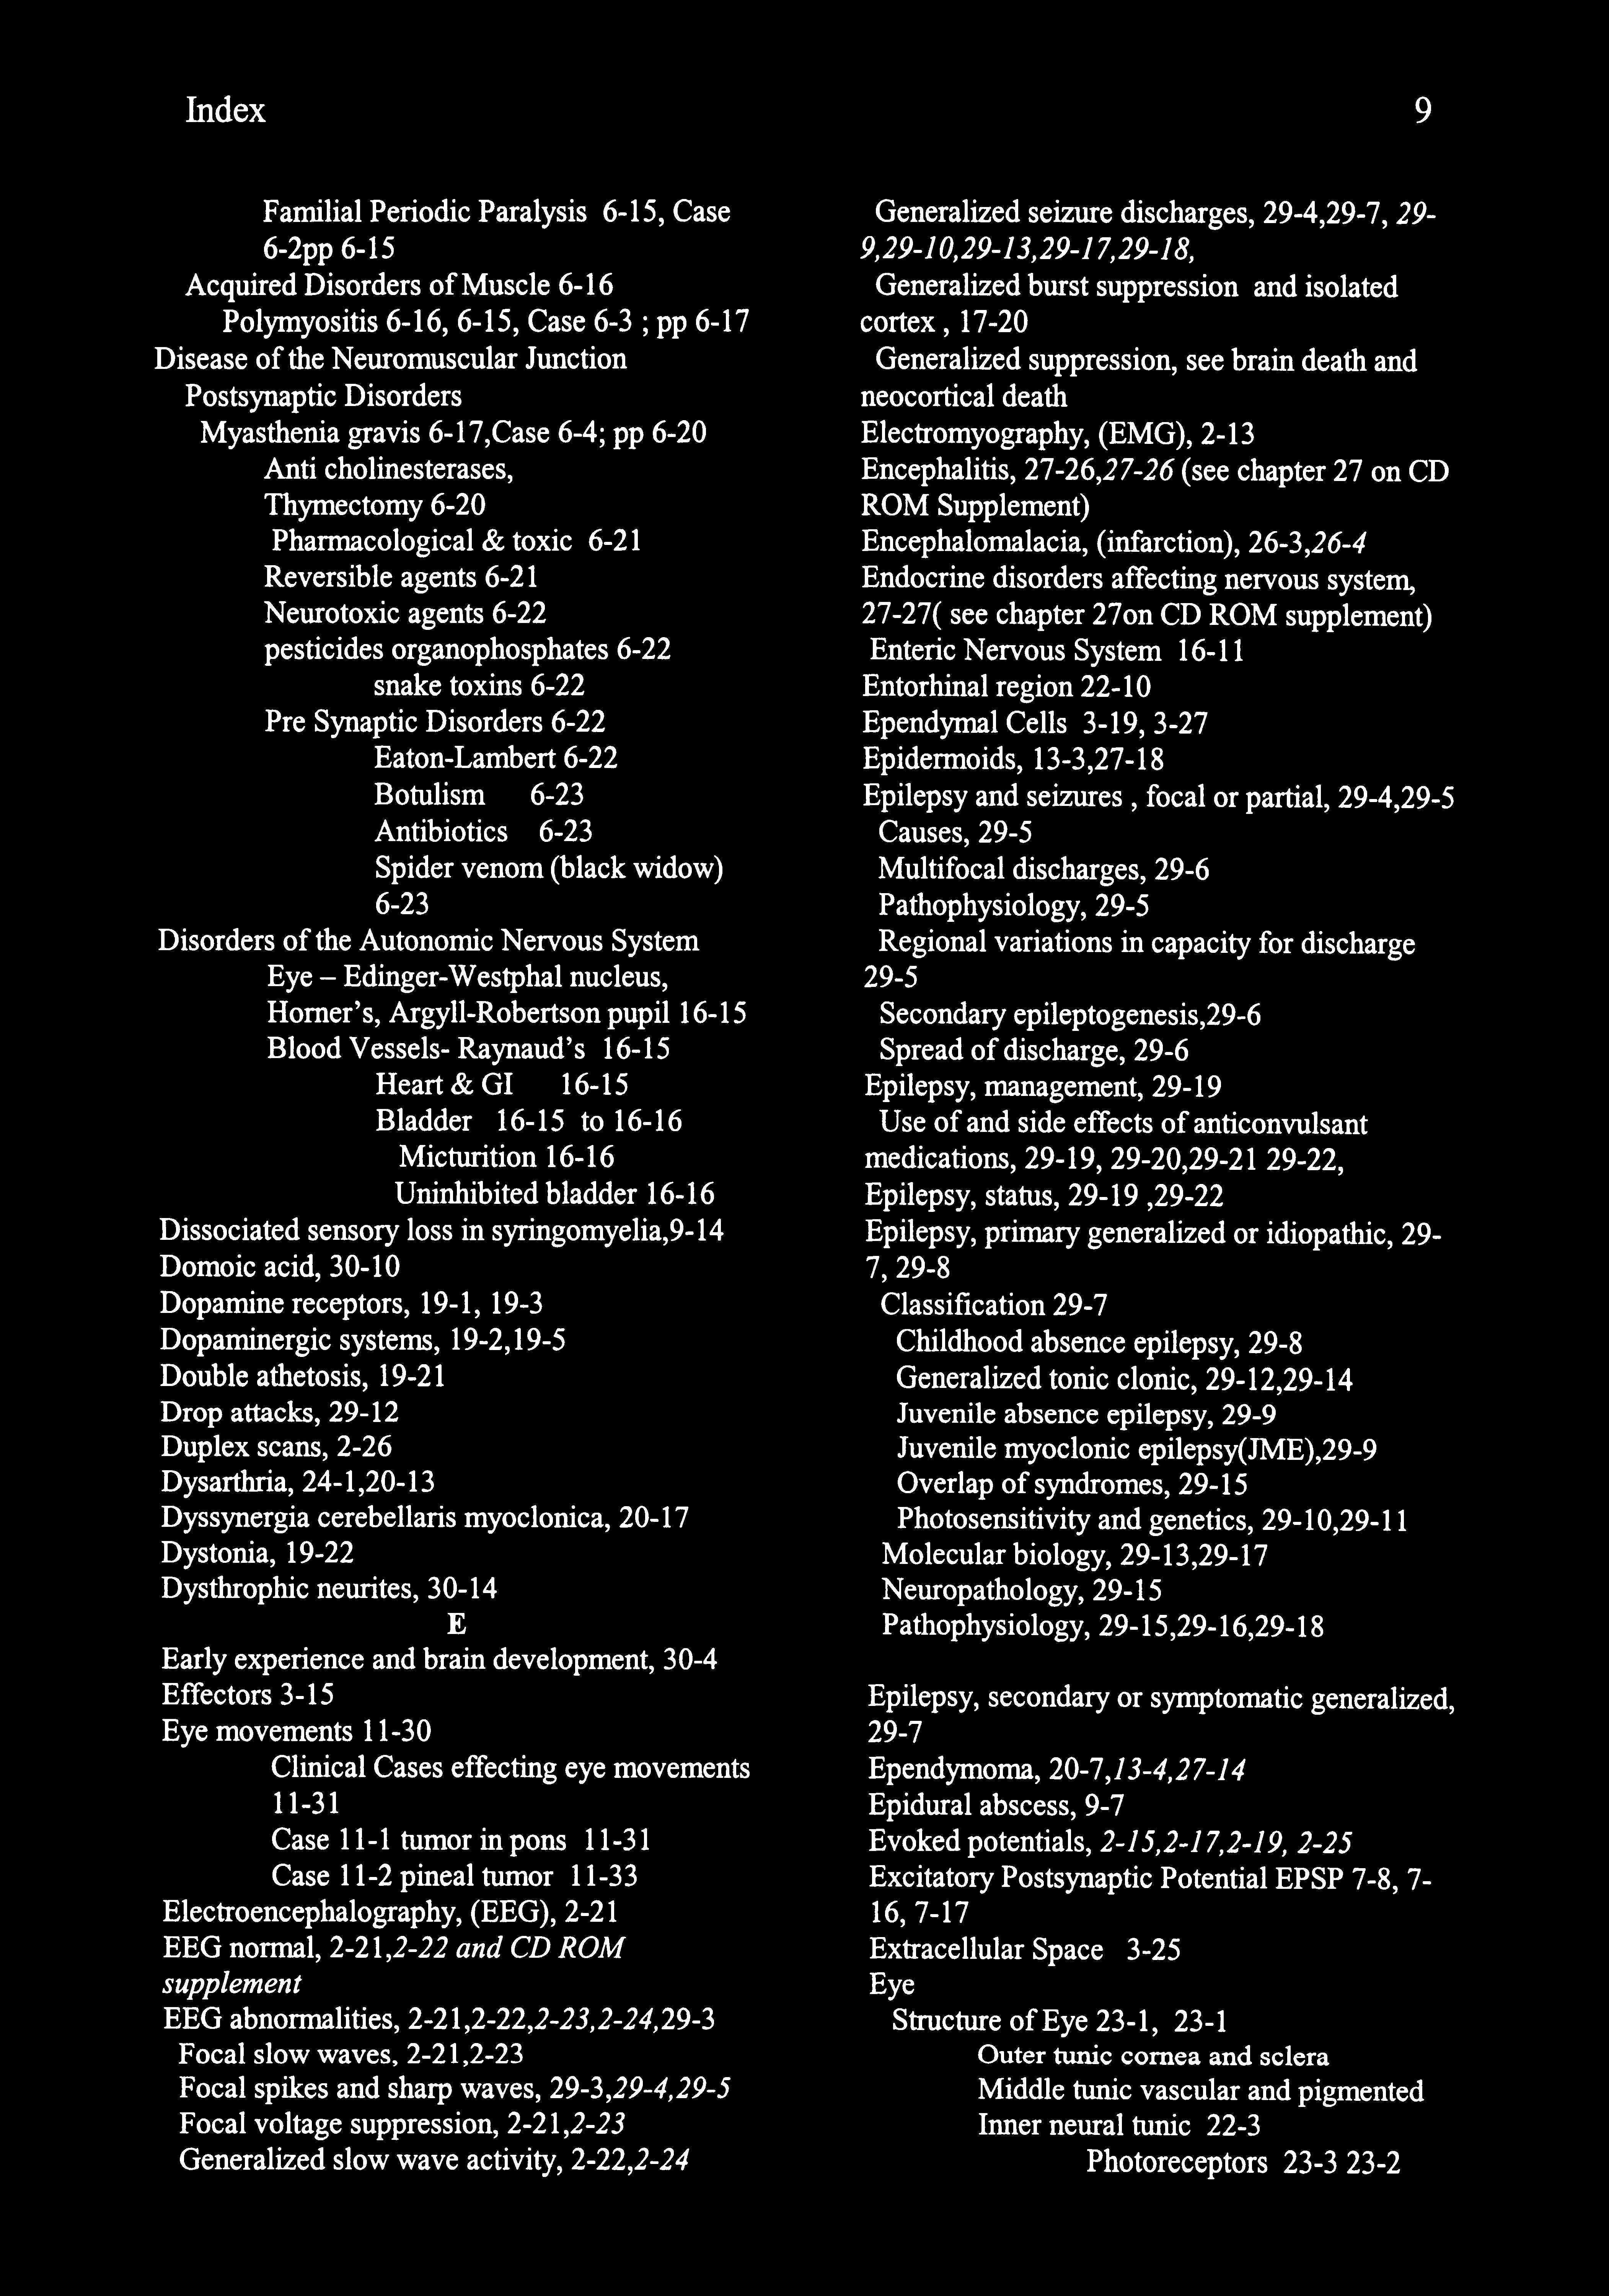 Index 9
Familial Periodic Paralysis 6-15, Case
6-2pp 6-15
Acquired Disorders of Muscle 6-16
Polymyositis 6-16, 6-15, Case 6-3 ; pp 6-17
Disease of the Neuromuscular Junction
Postsynaptic Disorders
Myasthenia gravis 6-17,Case 6-4; pp 6-20
Anti cholinesterases,
Thymectomy 6-20
Pharmacological & toxic 6-21
Reversible agents 6-21
Neurotoxic agents 6-22
pesticides organophosphates 6-22
snake toxins 6-22
Pre Synaptic Disorders 6-22
Eaton-Lambert 6-22
Botulism 6-23
Antibiotics 6-23
Spider venom (black widow)
6-23
Disorders of the Autonomic Nervous System
Eye – Edinger-Westphal nucleus,
Horner's, Argyll-Robertson pupil 16-15
Blood Vessels- Raynaud's 16-15
Heart & GI 16-15
Bladder 16-15 to 16-16
Micturition 16-16
Uninhibited bladder 16-16
Dissociated sensory loss in syringomyelia,9-14
Domoic acid, 30-10
Dopamine receptors, 19-1, 19-3
Dopaminergic systems, 19-2,19-5
Double athetosis, 19-21
Drop attacks, 29-12
Duplex scans, 2-26
Dysarthria, 24-1,20-13
Dyssynergia cerebellaris myoclonica, 20-17
Dystonia, 19-22
Dysthrophic neurites, 30-14
E
Early experience and brain development, 30-4
Effectors 3-15
Eye movements 11-30
Clinical Cases effecting eye movements
11-31
Case 11-1 tumor in pons 11-31
Case 11-2 pineal tumor 11-33
Electroencephalography, (EEG), 2-21
EEG normal, 2-21,2-22 and CD ROM
supplement
EEG abnormalities, 2-21,2-22,2-23,2-24,29-3
Focal slow waves, 2-21,2-23
Focal spikes and sharp waves, 29-3,29-4,29-5
Focal voltage suppression, 2-21,2-23
Generalized slow wave activity, 2-22,2-24
Generalized seizure discharges, 29-4,29-7, 29-
9,29-10,29-13,29-17,29-18,
Generalized burst suppression and isolated
cortex , 17-20
Generalized suppression, see brain death and
neocortical death
Electromyography, (EMG), 2-13
Encephalitis, 27-26,27-26 (see chapter 27 on CD
ROM Supplement)
Encephalomalacia, (infarction), 26-3,26-4
Endocrine disorders affecting nervous system,
27-27( see chapter 27on CD ROM supplement)
Enteric Nervous System 16-11
Entorhinal region 22-10
Ependymal Cells 3-19, 3-27
Epidermoids, 13-3,27-18
Epilepsy and seizures , focal or partial, 29-4,29-5
Causes, 29-5
Multifocal discharges, 29-6
Pathophysiology, 29-5
Regional variations in capacity for discharge
29-5
Secondary epileptogenesis,29-6
Spread of discharge, 29-6
Epilepsy, management, 29-19
Use of and side effects of anticonvulsant
medications, 29-19, 29-20,29-21 29-22,
Epilepsy, status, 29-19 ,29-22
Epilepsy, primary generalized or idiopathic, 29-
7, 29-8
Classification 29-7
Childhood absence epilepsy, 29-8
Generalized tonic clonic, 29-12,29-14
Juvenile absence epilepsy, 29-9
Juvenile myoclonic epilepsy(JME),29-9
Overlap of syndromes, 29-15
Photosensitivity and genetics, 29-10,29-11
Molecular biology, 29-13,29-17
Neuropathology, 29-15
Pathophysiology, 29-15,29-16,29-18
Epilepsy, secondary or symptomatic generalized,
29-7
Ependymoma, 20-7,13-4,27-14
Epidural abscess, 9-7
Evoked potentials, 2-15,2-17,2-19, 2-25
Excitatory Postsynaptic Potential EPSP 7-8, 7-
16, 7-17
Extracellular Space 3-25
Eye
Structure of Eye 23-1, 23-1
Outer tunic cornea and sclera
Middle tunic vascular and pigmented
Inner neural tunic 22-3
Photoreceptors 23-3 23-2